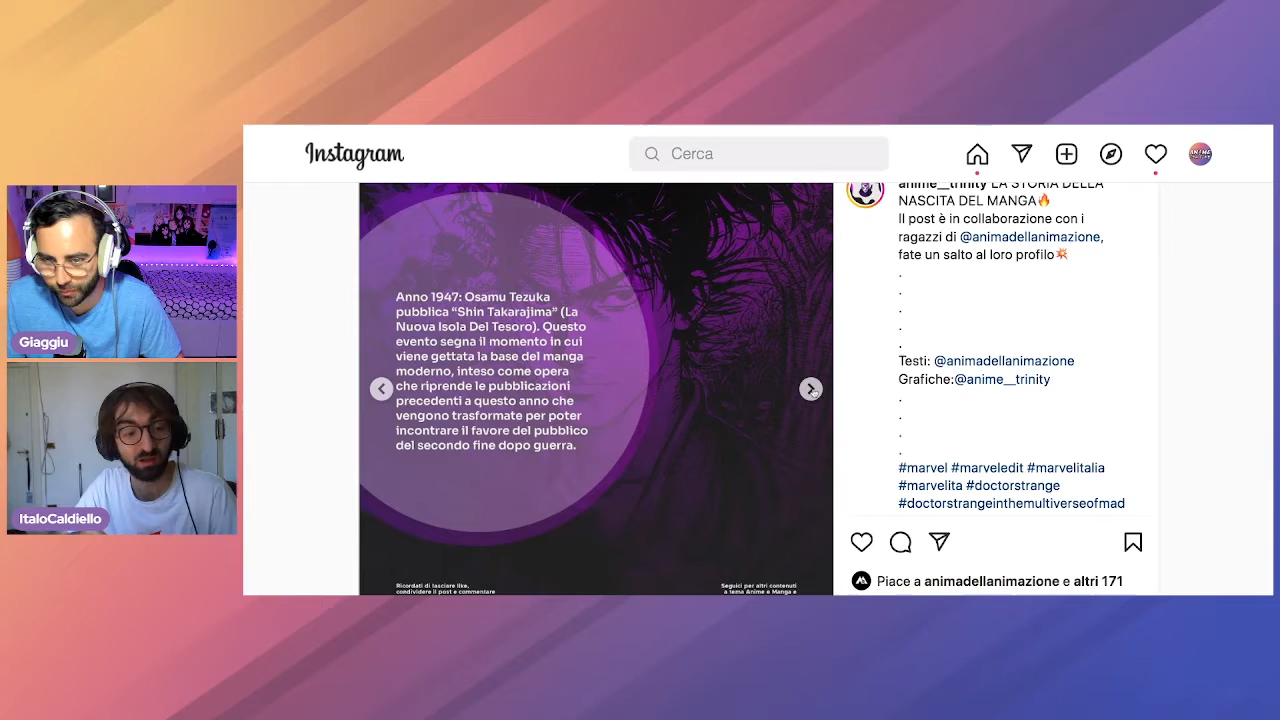 Instagram
Cerca
anime__trinity LA STORIA DELLA
NASCITA DEL MANGA🔥
Il post è in collaborazione con i
ragazzi di @animadellanimazione,
fate un salto al loro profilo💥
.
.
.
.
.
Testi: @animadellanimazione
Grafiche:@anime__trinity
.
.
.
.
#marvel #marveledit #marvelitalia
#marvelita #doctorstrange
#doctorstrangeinthemultiverseofmad
Piace a animadellanimazione e altri 171
Anno 1947: Osamu Tezuka
pubblica “Shin Takarajima” (La
Nuova Isola Del Tesoro). Questo
evento segna il momento in cui
viene gettata la base del manga
moderno, inteso come opera
che riprende le pubblicazioni
precedenti a questo anno che
vengono trasformate per poter
incontrare il favore del pubblico
del secondo fine dopo guerra.
Ricordati di lasciare like,
condividere il post e commentare
Seguici per altri contenuti
a tema Anime e Manga e
Giaggiu
ItaloCaldiello